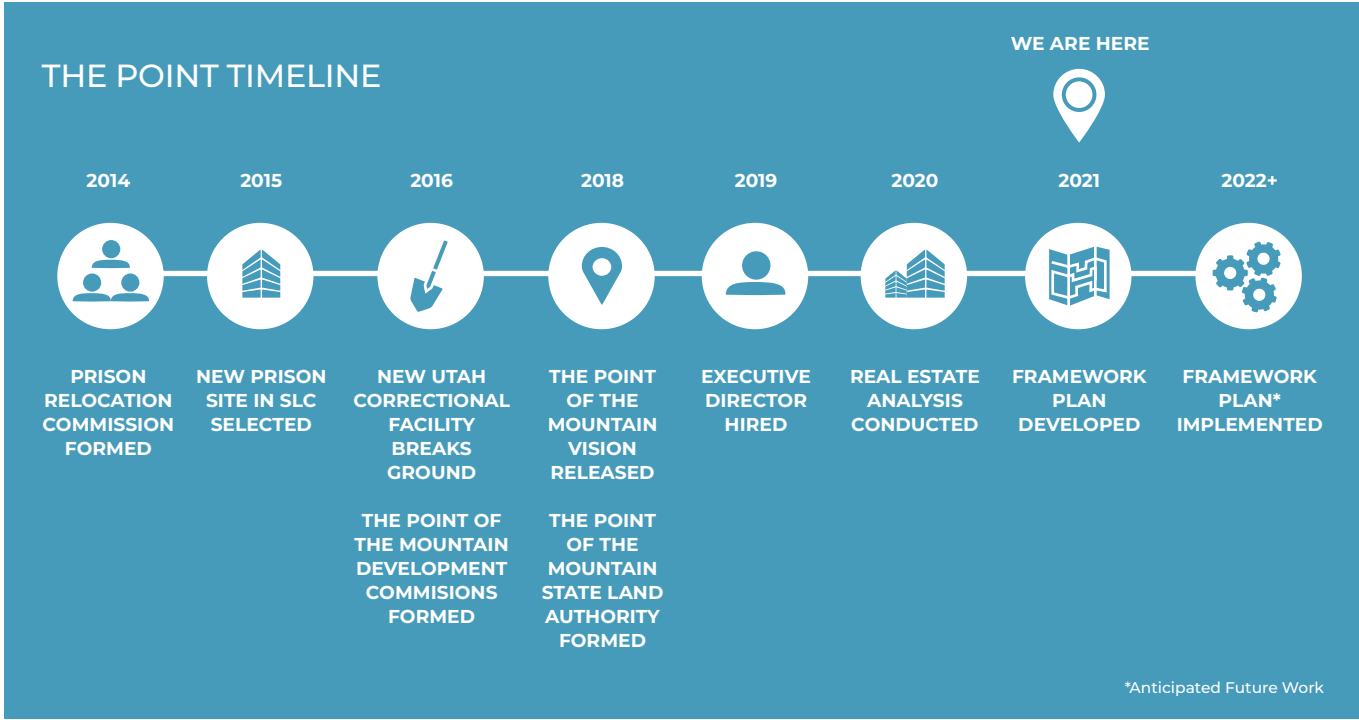 THE POINT TIMELINE
WE ARE HERE
2014
PRISON
RELOCATION
COMMISSION
FORMED
2015
NEW PRISON
SITE IN SLC
SELECTED
2016
NEW UTAH
CORRECTIONAL
FACILITY
BREAKS
GROUND
THE POINT OF
THE MOUNTAIN
DEVELOPMENT
COMMISIONS
FORMED
2018
THE POINT
OF THE
MOUNTAIN
VISION
RELEASED
THE POINT
OF THE
MOUNTAIN
STATE LAND
AUTHORITY
FORMED
2019
EXECUTIVE
DIRECTOR
HIRED
2020
REAL ESTATE
ANALYSIS
CONDUCTED
2021
FRAMEWORK
PLAN
DEVELOPED
2022+
FRAMEWORK
PLAN*
IMPLEMENTED
*Anticipated Future Work